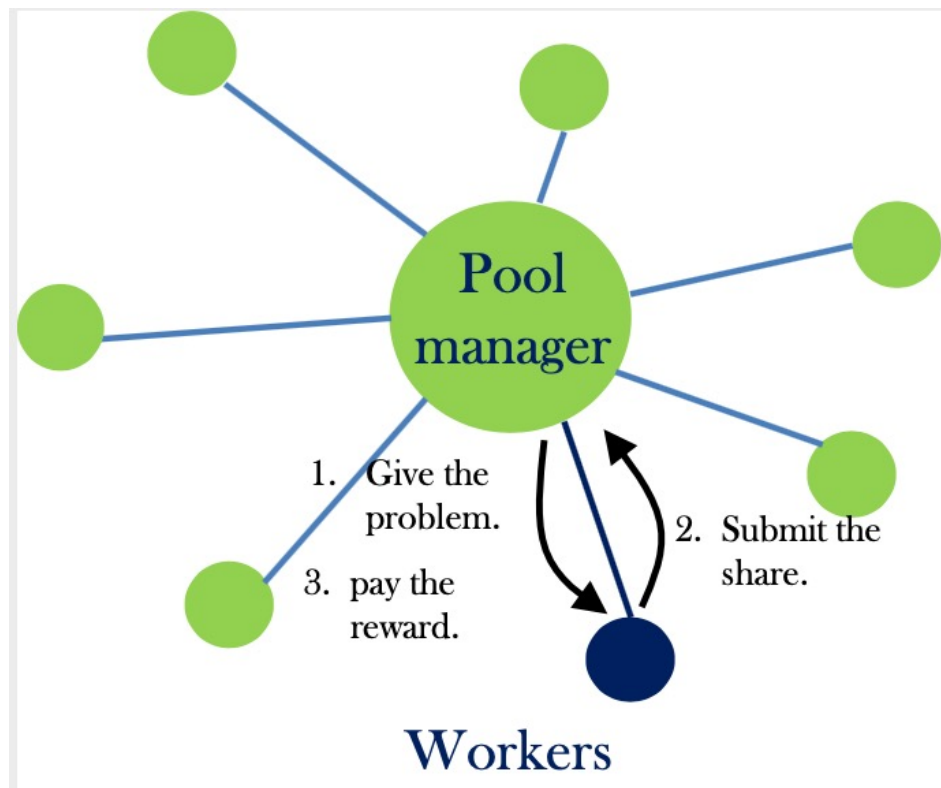 Pool
manager
1. Give the
problem.
2. Submit the
share.
3. pay the
reward.
Workers